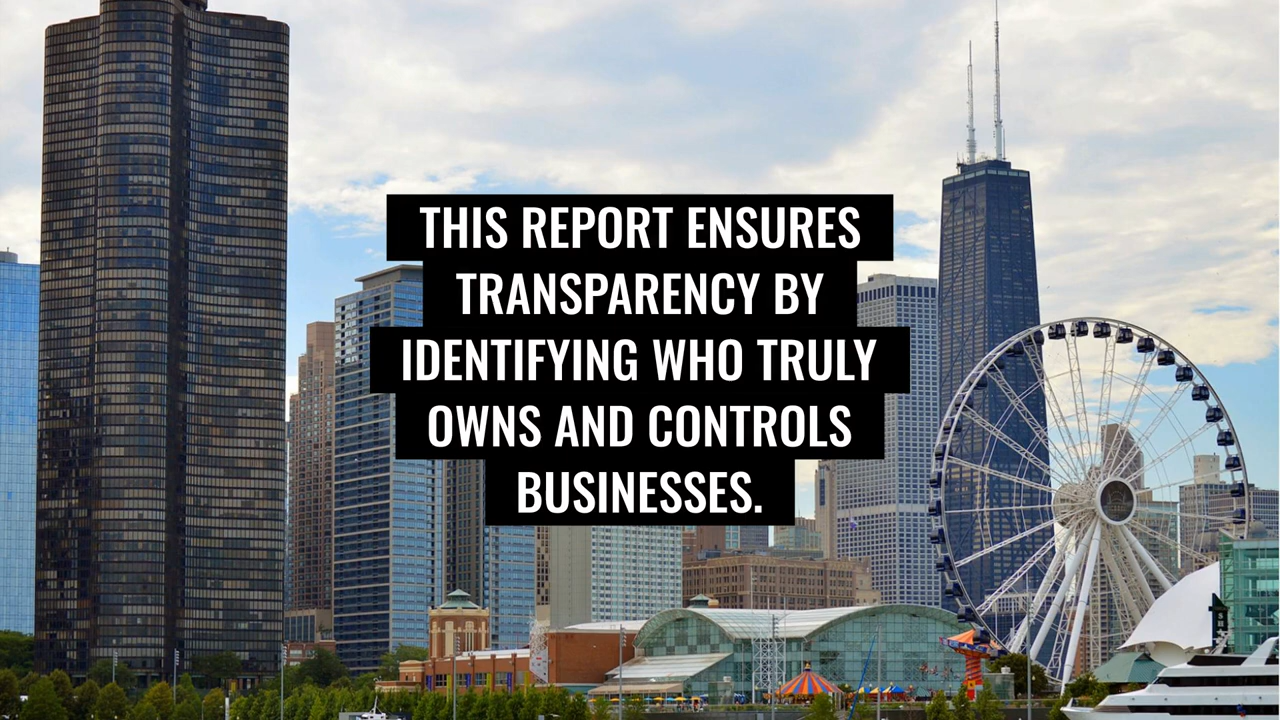 THIS REPORT ENSURES
TRANSPARENCY BY
IDENTIFYING WHO TRULY
OWNS AND CONTROLS
BUSINESSES.